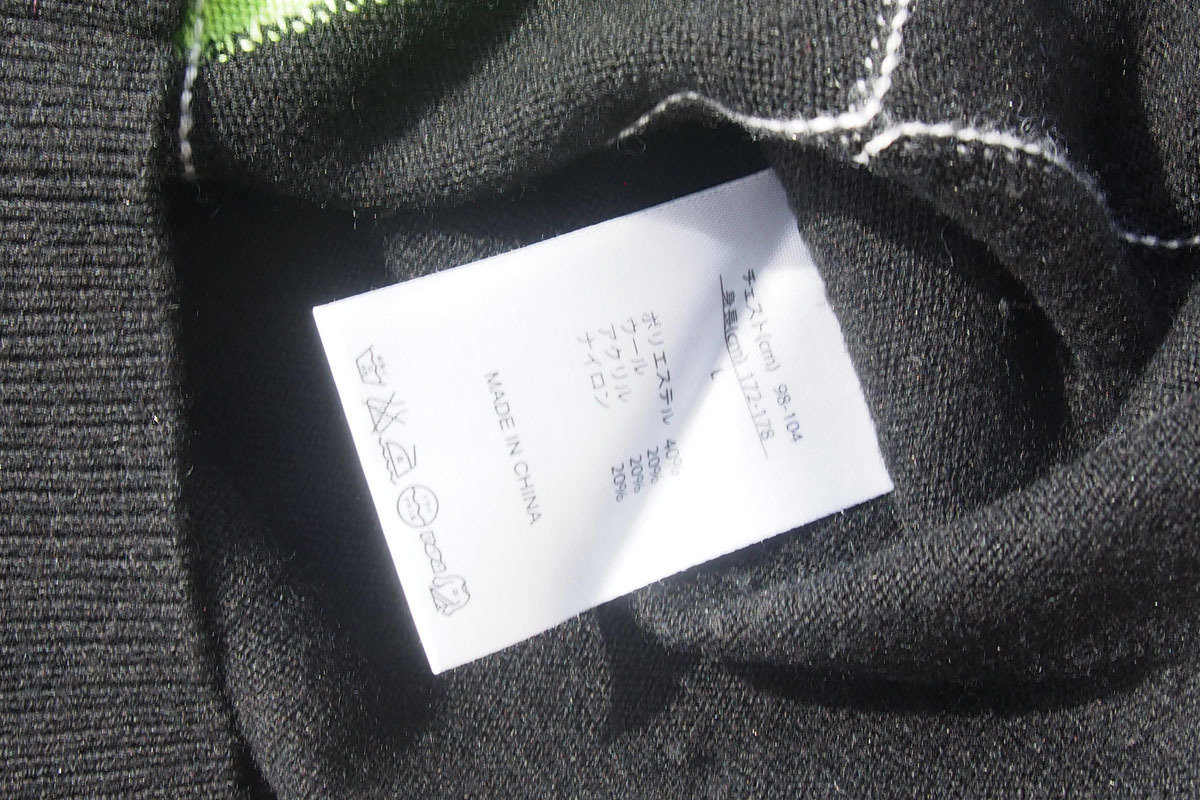 チェスト(cm) 98-104
身長(cm) 172-178
L
ポリエステル 40%
ウール 20%
アクリル 20%
ナイロン 20%
MADE IN CHINA